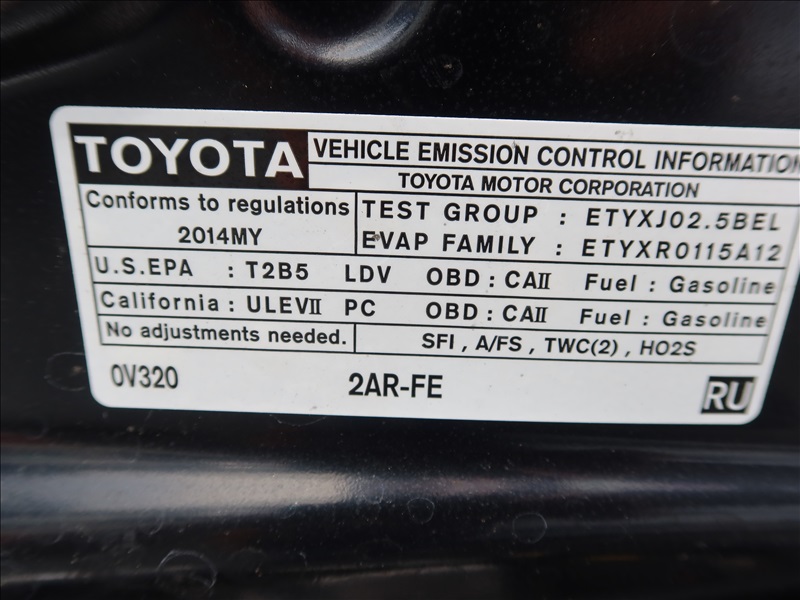 TOYOTA VEHICLE EMISSION CONTROL INFORMATION
TOYOTA MOTOR CORPORATION
Conforms to regulations
2014MY
TEST GROUP : ETYXJ02.5BEL
EVAP FAMILY : ETYXR0115A12
U.S.EPA : T2B5 LDV OBD : CAII Fuel : Gasoline
California : ULEVII PC OBD : CAII Fuel : Gasoline
No adjustments needed. SFI , A/FS , TWC(2) , HO2S
0V320 2AR-FE RU